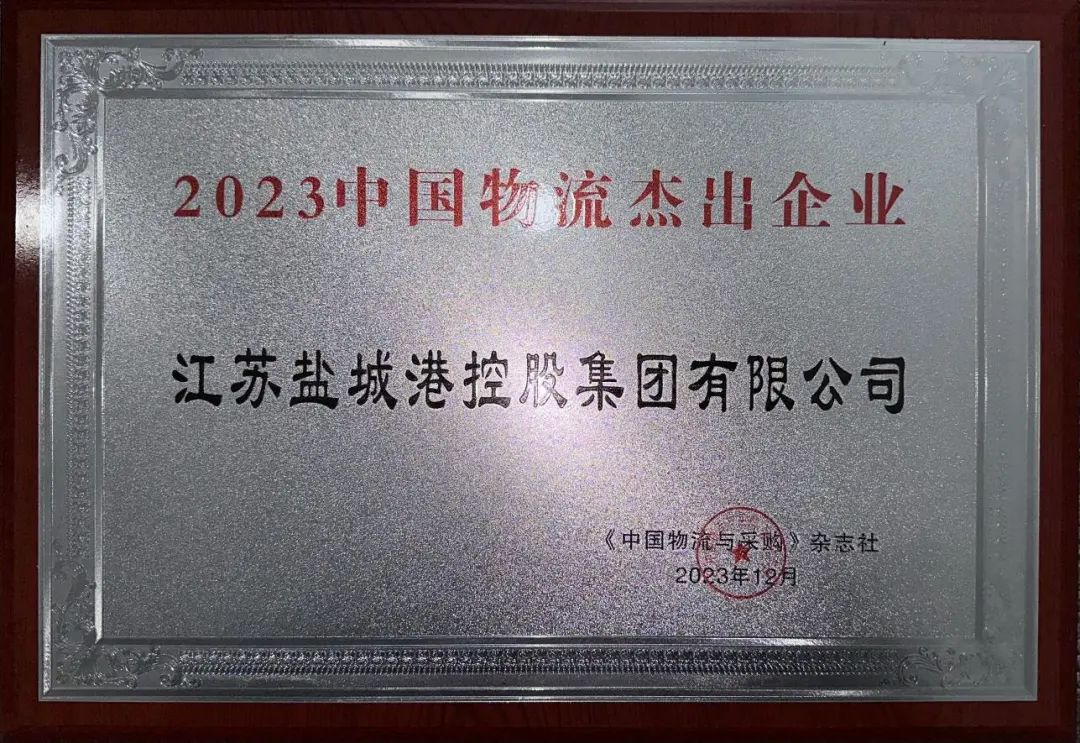 2023中国物流杰出企业
江苏盐城港控股集团有限公司
《中国物流与采购》杂志社
2023年12月